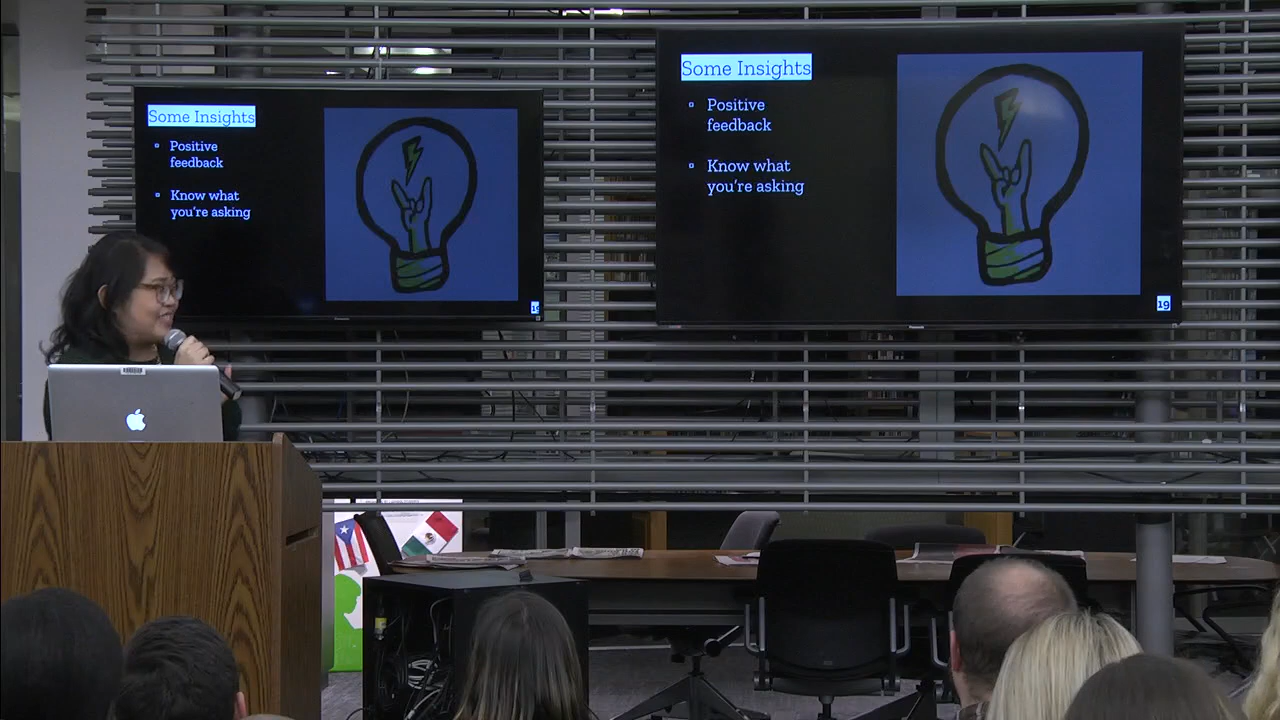 Some Insights
Positive
feedback
Know what
you're asking
19
Some Insights
Positive
feedback
Know what
you're asking
19